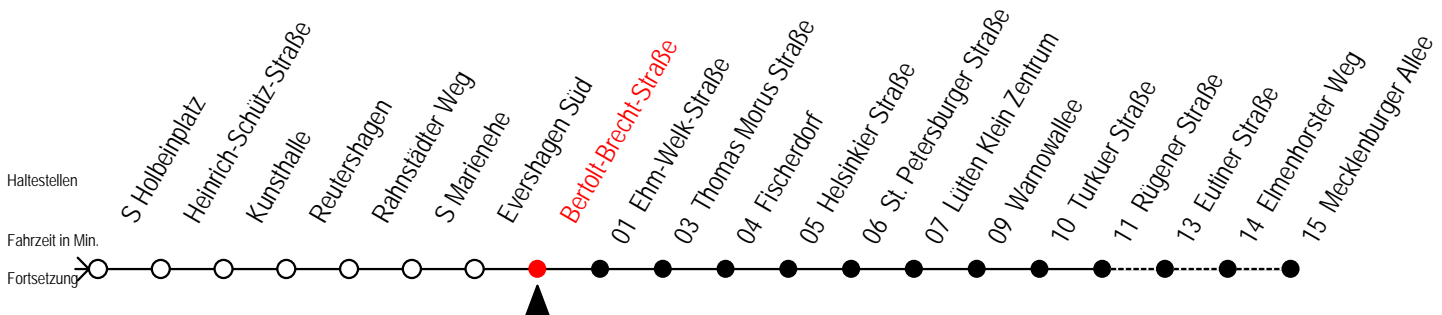 S Holbeinplatz
Heinrich-Schütz-Straße
Kunsthalle
Reutershagen
Rahnstädter Weg
S Marienehe
Evershagen Süd
Bertolt-Brecht-Straße
01 Ehm-Welk-Straße
03 Thomas Morus Straße
04 Fischerdorf
05 Helsinkier Straße
06 St. Petersburger Straße
07 Lütten Klein Zentrum
09 Warnowallee
10 Turkuer Straße
11 Rügener Straße
13 Eutiner Straße
14 Elmenhorster Weg
15 Mecklenburger Allee
Haltestellen
Fahrzeit in Min.
Fortsetzung